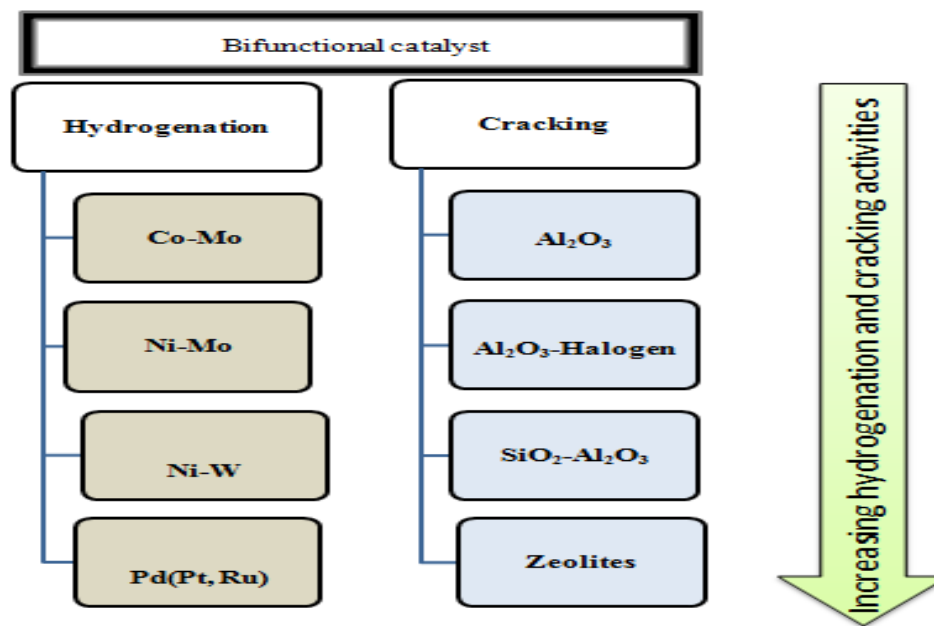 Bifunctional catalyst
Hydrogenation
Cracking
Co-Mo
Al₂O₃
Ni-Mo
Al₂O₃-Halogen
Ni-W
SiO₂-Al₂O₃
Pd(Pt, Ru)
Zeolites
Increasing hydrogenation and cracking activities